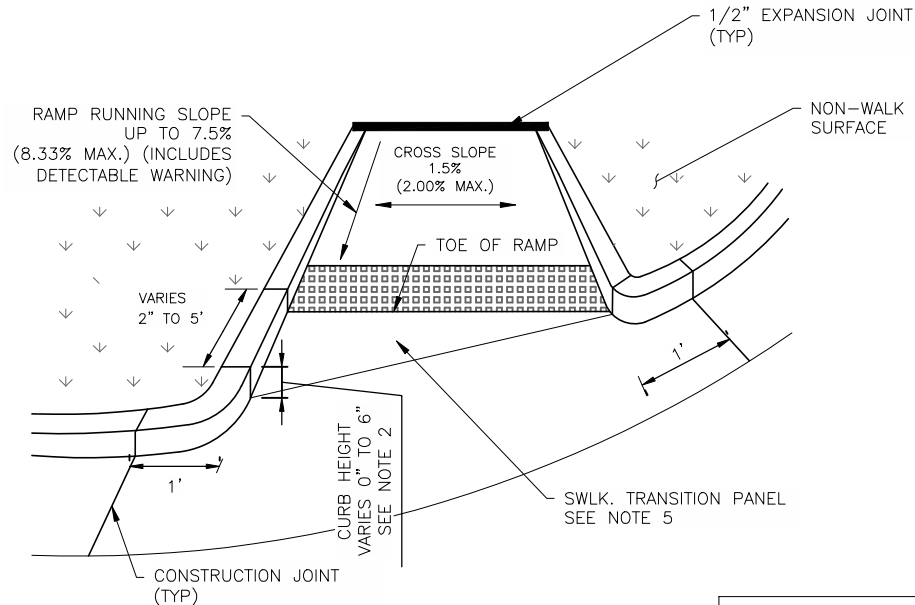 1/2" EXPANSION JOINT
(TYP)
RAMP RUNNING SLOPE
UP TO 7.5%
(8.33% MAX.) (INCLUDES
DETECTABLE WARNING)
NON-WALK
SURFACE
CROSS SLOPE
1.5%
(2.00% MAX.)
TOE OF RAMP
VARIES
2" TO 5'
1'
CURB HEIGHT
VARIES 0" TO 6"
SEE NOTE 2
1'
SWLK. TRANSITION PANEL
SEE NOTE 5
CONSTRUCTION JOINT
(TYP)